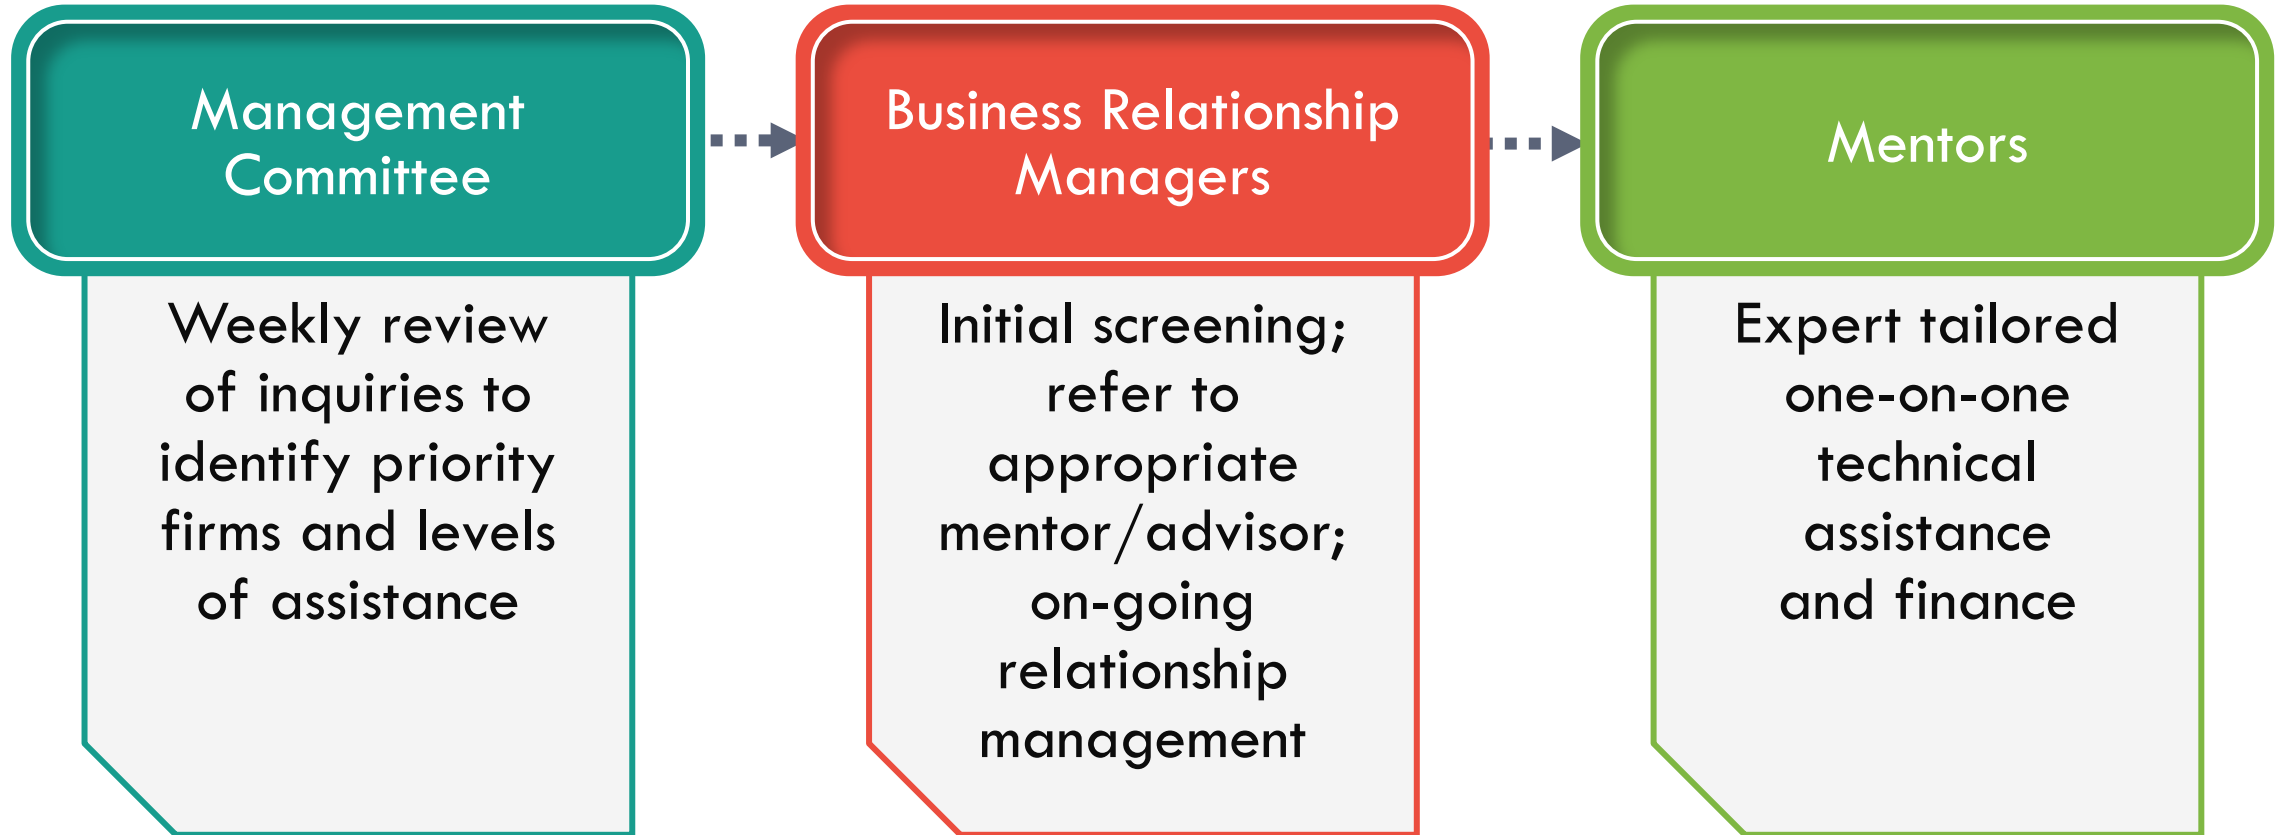 Management
Committee
Weekly review
of inquiries to
identify priority
firms and levels
of assistance
Business Relationship
Managers
Initial screening;
refer to
appropriate
mentor/advisor;
on-going
relationship
management
Mentors
Expert tailored
one-on-one
technical
assistance
and finance